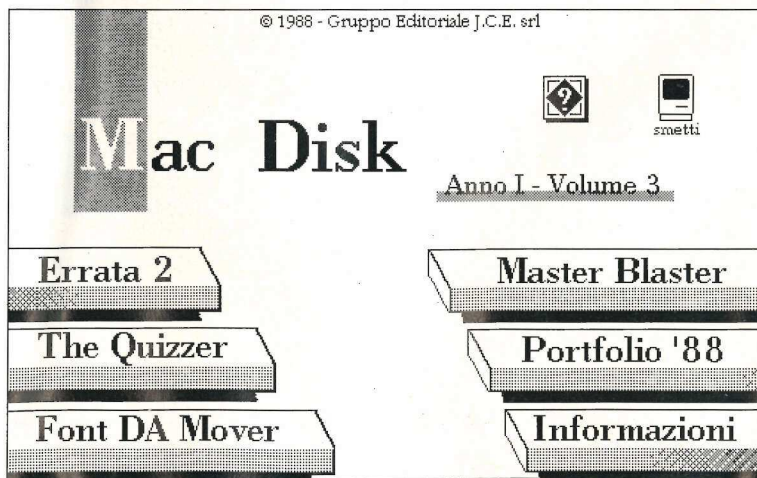 © 1988 - Gruppo Editoriale J.C.E. srl
?
smetti
Mac Disk
Anno I - Volume 3
Errata 2
The Quizzer
Font DA Mover
Master Blaster
Portfolio '88
Informazioni